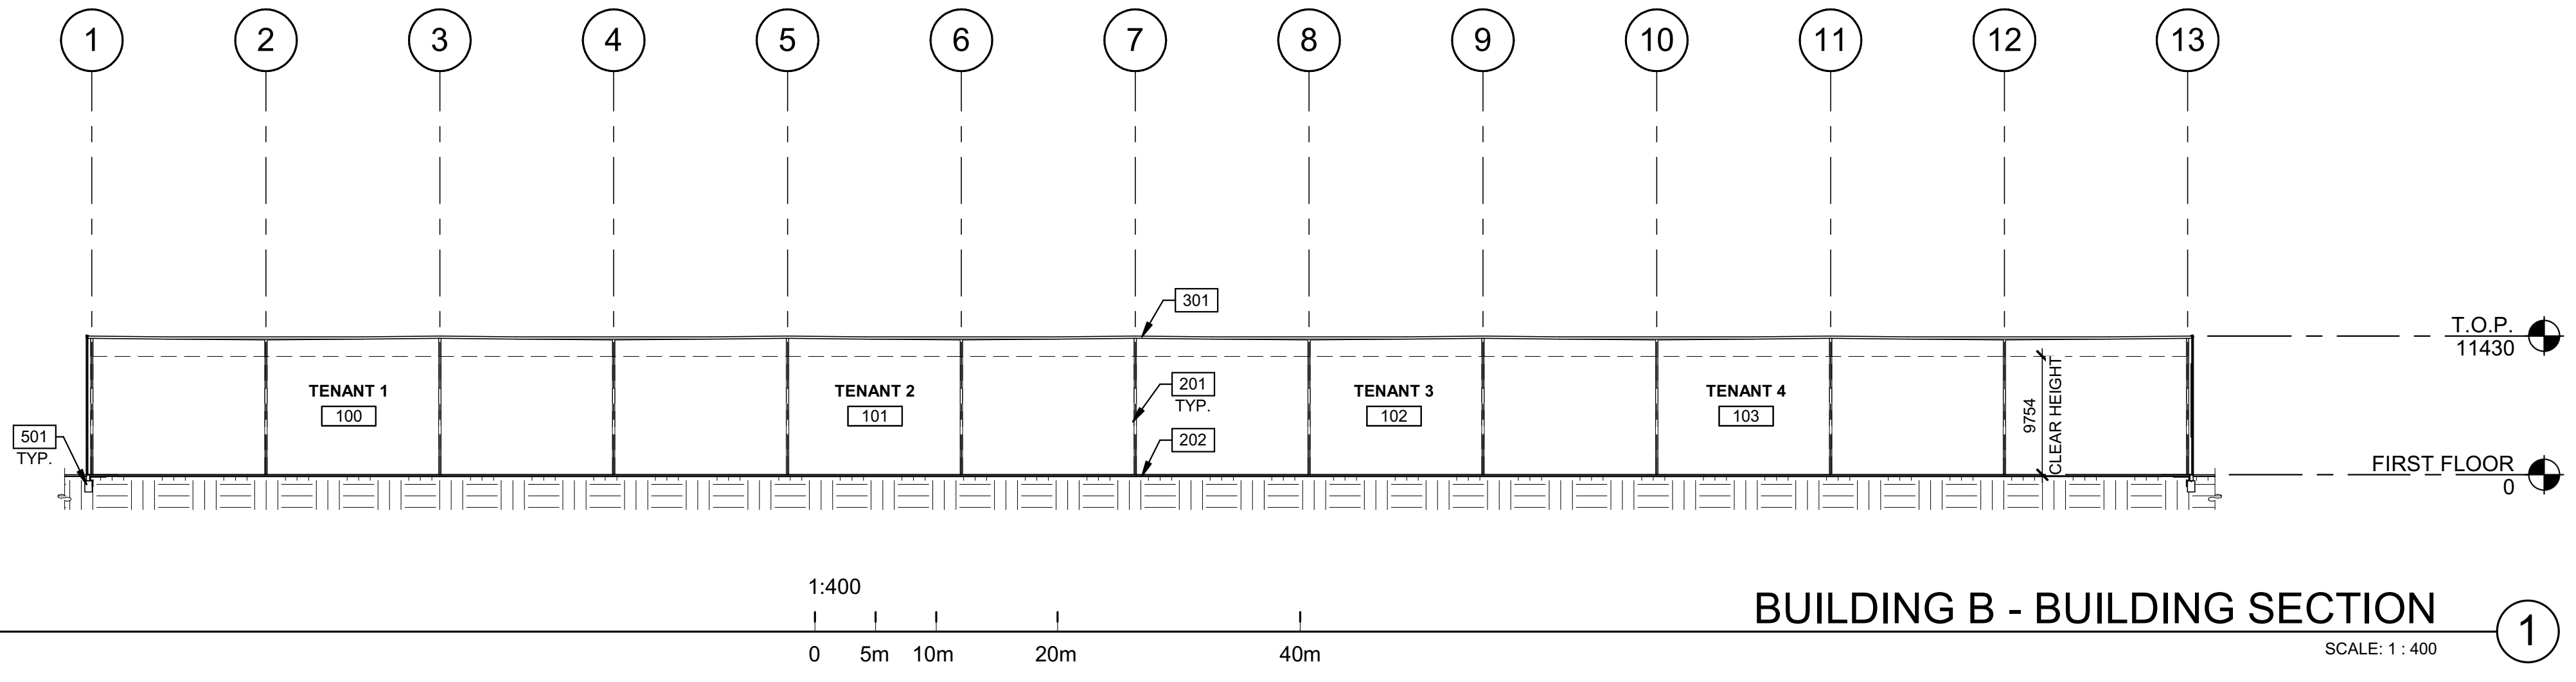 1 2 3 4 5 6 7 8 9 10 11 12 13
301
T.O.P.
11430
TENANT 1
100
TENANT 2
101
201
TYP.
202
TENANT 3
102
TENANT 4
103
9754
CLEAR HEIGHT
501
TYP.
FIRST FLOOR
0
1:400
0 5m 10m 20m 40m
BUILDING B - BUILDING SECTION
SCALE: 1 : 400
1